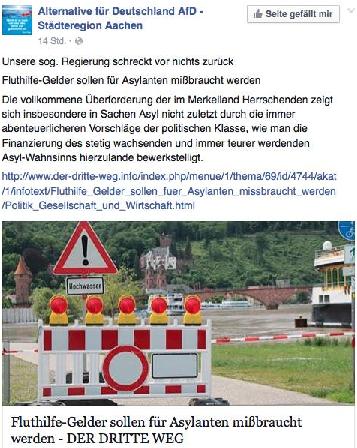 Alternative für Deutschland AfD -
Städteregion Aachen
14 Std. ·
Seite gefällt mir
Unsere sog. Regierung schreckt vor nichts zurück
Fluthilfe-Gelder sollen für Asylanten mißbraucht werden
Die vollkommene Überforderung der im Merkelland Herrschenden zeigt
sich insbesondere in Sachen Asyl nicht zuletzt durch die immer
abenteuerlicheren Vorschläge der politischen Klasse, wie man die
Finanzierung des stetig wachsenden und immer teurer werdenden
Asyl-Wahnsinns hierzulande bewerkstelligt.
http://www.der-dritte-weg.info/index.php/menue/1/thema/69/id/4744/akat
/1/infotext/Fluthilfe_Gelder_sollen_fuer_Asylanten_missbraucht_werden
/Politik_Gesellschaft_und_Wirtschaft.html
Hochwasser
Fluthilfe-Gelder sollen für Asylanten mißbraucht
werden - DER DRITTE WEG